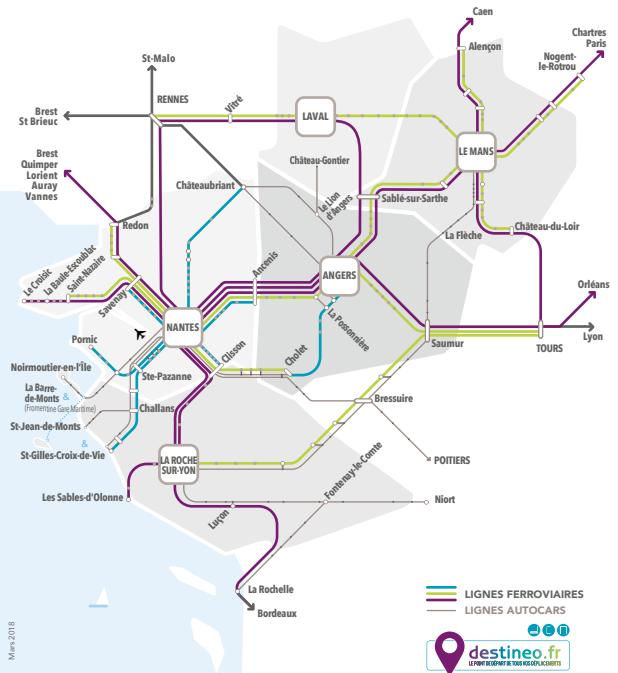 Caen
Alençon
Chartres
Paris
Nogent-
le-Rotrou
St-Malo
RENNES
Vitré
LAVAL
Brest
St Brieuc
LE MANS
Brest
Quimper
Lorient
Auray
Vannes
Château-Gontier
Châteaubriant
Le Lion
d'Angers
Sablé-sur-Sarthe
Redon
La Flèche
Château-du-Loir
Le Croisic
La Baule-Escoublac
Saint-Nazaire
Savenay
Ancenis
ANGERS
Orléans
NANTES
La Possonnière
Saumur
TOURS
Lyon
Pornic
Clisson
Cholet
Noirmoutier-en-l'Île
Ste-Pazanne
La Barre-
de-Monts
(Fromentine Gare Maritime)
&
Challans
Bressuire
St-Jean-de-Monts
&
St-Gilles-Croix-de-Vie
LA ROCHE
SUR-YON
POITIERS
Les Sables-d'Olonne
Luçon
Fontenay-le-Comte
Niort
La Rochelle
Bordeaux
LIGNES FERROVIAIRES
LIGNES AUTOCARS
destineo.fr
LE POINT DE DÉPART DE TOUS VOS DÉPLACEMENTS
Mars 2018